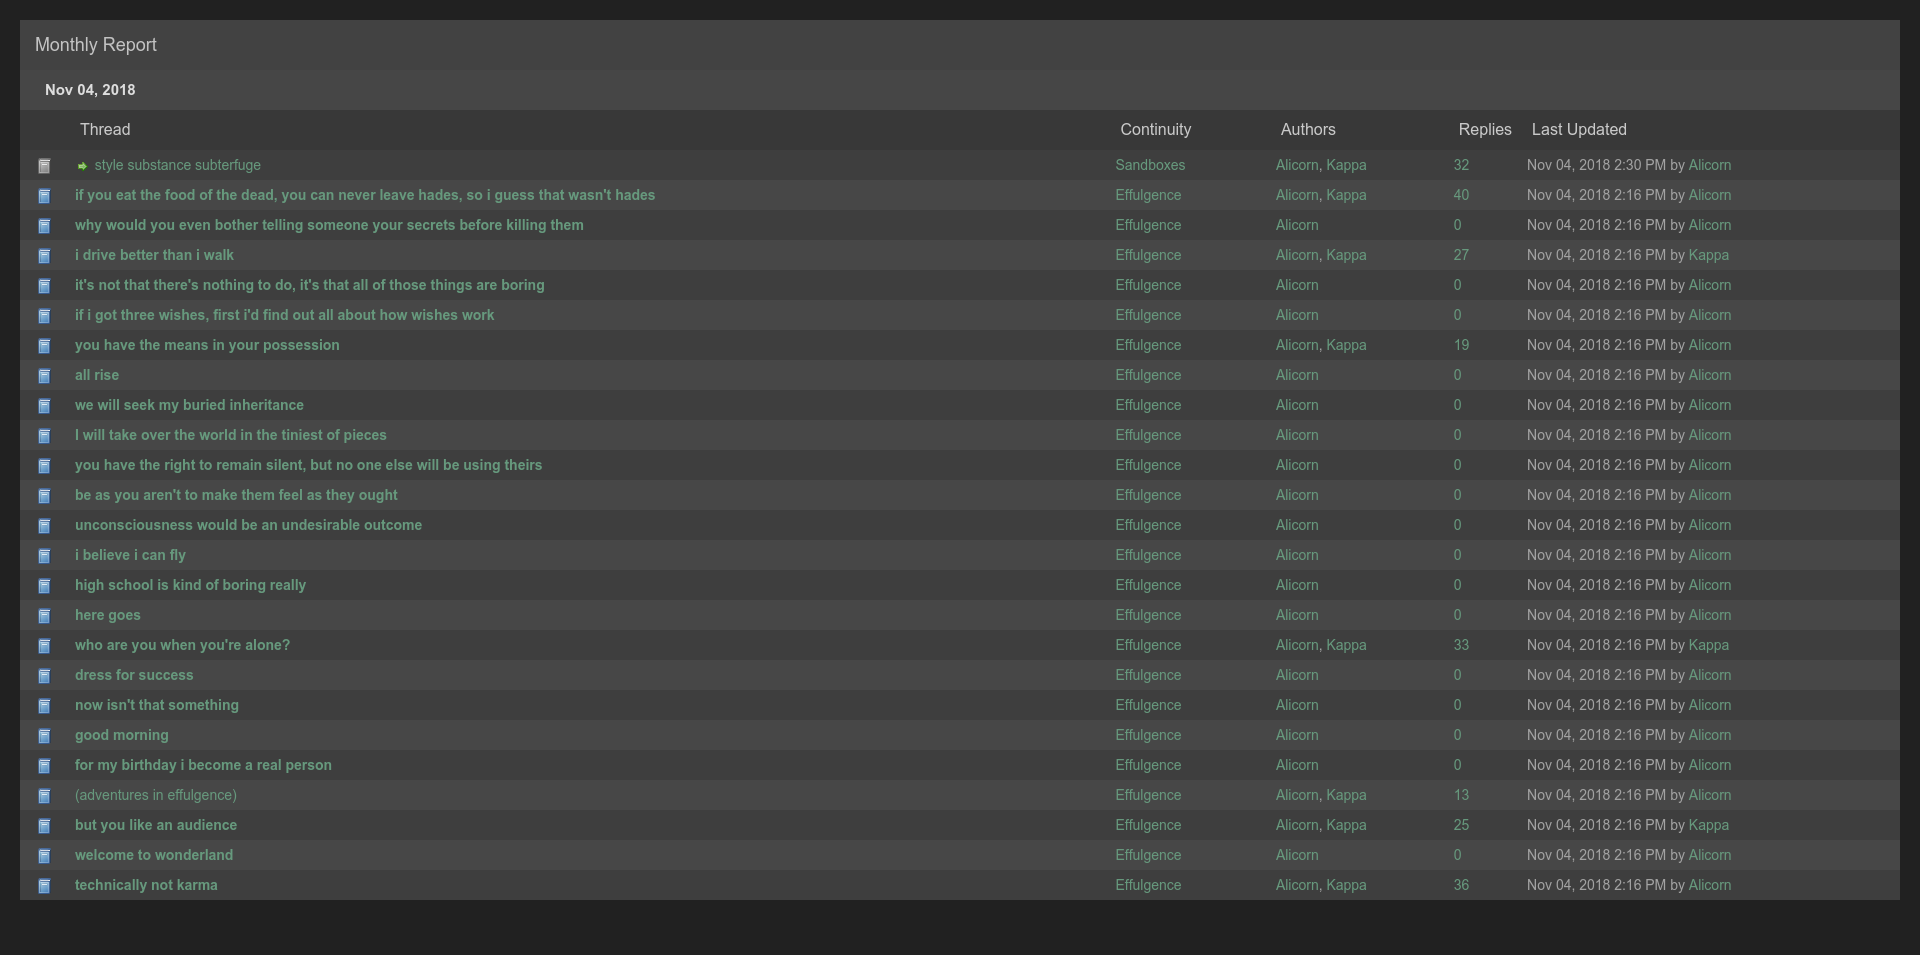 Monthly Report
Nov 04, 2018
Thread Continuity Authors Replies Last Updated
style substance subterfuge Sandboxes Alicorn, Kappa 32 Nov 04, 2018 2:30 PM by Alicorn
if you eat the food of the dead, you can never leave hades, so i guess that wasn't hades Effulgence Alicorn, Kappa 40 Nov 04, 2018 2:16 PM by Alicorn
why would you even bother telling someone your secrets before killing them Effulgence Alicorn 0 Nov 04, 2018 2:16 PM by Alicorn
i drive better than i walk Effulgence Alicorn, Kappa 27 Nov 04, 2018 2:16 PM by Kappa
it's not that there's nothing to do, it's that all of those things are boring Effulgence Alicorn 0 Nov 04, 2018 2:16 PM by Alicorn
if i got three wishes, first i'd find out all about how wishes work Effulgence Alicorn 0 Nov 04, 2018 2:16 PM by Alicorn
you have the means in your possession Effulgence Alicorn, Kappa 19 Nov 04, 2018 2:16 PM by Alicorn
all rise Effulgence Alicorn 0 Nov 04, 2018 2:16 PM by Alicorn
we will seek my buried inheritance Effulgence Alicorn 0 Nov 04, 2018 2:16 PM by Alicorn
I will take over the world in the tiniest of pieces Effulgence Alicorn 0 Nov 04, 2018 2:16 PM by Alicorn
you have the right to remain silent, but no one else will be using theirs Effulgence Alicorn 0 Nov 04, 2018 2:16 PM by Alicorn
be as you aren't to make them feel as they ought Effulgence Alicorn 0 Nov 04, 2018 2:16 PM by Alicorn
unconsciousness would be an undesirable outcome Effulgence Alicorn 0 Nov 04, 2018 2:16 PM by Alicorn
i believe i can fly Effulgence Alicorn 0 Nov 04, 2018 2:16 PM by Alicorn
high school is kind of boring really Effulgence Alicorn 0 Nov 04, 2018 2:16 PM by Alicorn
here goes Effulgence Alicorn 0 Nov 04, 2018 2:16 PM by Alicorn
who are you when you're alone? Effulgence Alicorn, Kappa 33 Nov 04, 2018 2:16 PM by Kappa
dress for success Effulgence Alicorn 0 Nov 04, 2018 2:16 PM by Alicorn
now isn't that something Effulgence Alicorn 0 Nov 04, 2018 2:16 PM by Alicorn
good morning Effulgence Alicorn 0 Nov 04, 2018 2:16 PM by Alicorn
for my birthday i become a real person Effulgence Alicorn 0 Nov 04, 2018 2:16 PM by Alicorn
(adventures in effulgence) Effulgence Alicorn, Kappa 13 Nov 04, 2018 2:16 PM by Alicorn
but you like an audience Effulgence Alicorn, Kappa 25 Nov 04, 2018 2:16 PM by Kappa
welcome to wonderland Effulgence Alicorn 0 Nov 04, 2018 2:16 PM by Alicorn
technically not karma Effulgence Alicorn, Kappa 36 Nov 04, 2018 2:16 PM by Alicorn